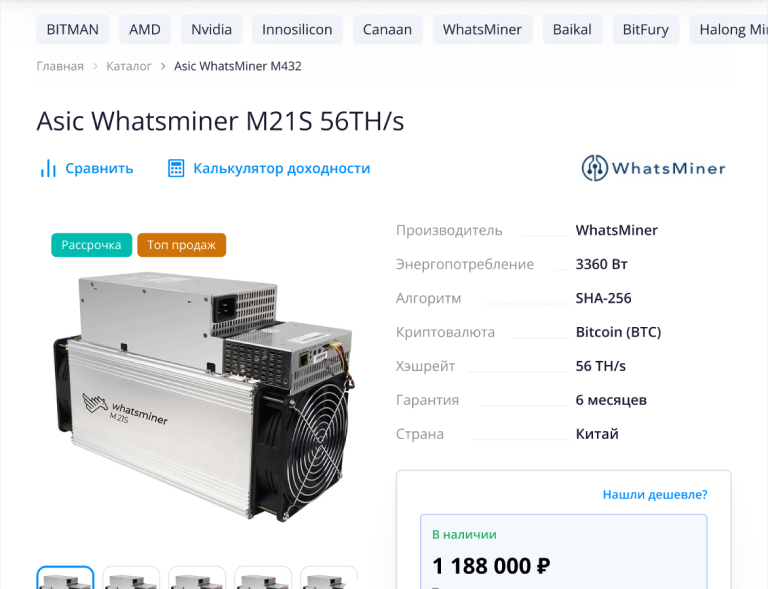 BITMAN AMD Nvidia Innosilicon Canaan WhatsMiner Baikal BitFury Halong
Главная > Каталог > Asic WhatsMiner M432
Asic Whatsminer M21S 56TH/s
Сравнить Калькулятор доходности
WhatsMiner
Рассрочка Топ продаж
whatsminer
M21S
Производитель WhatsMiner
Энергопотребление 3360 Вт
Алгоритм SHA-256
Криптовалюта Bitcoin (BTC)
Хэшрейт 56 TH/s
Гарантия 6 месяцев
Страна Китай
Нашли дешевле?
В наличии
1 188 000 ₽